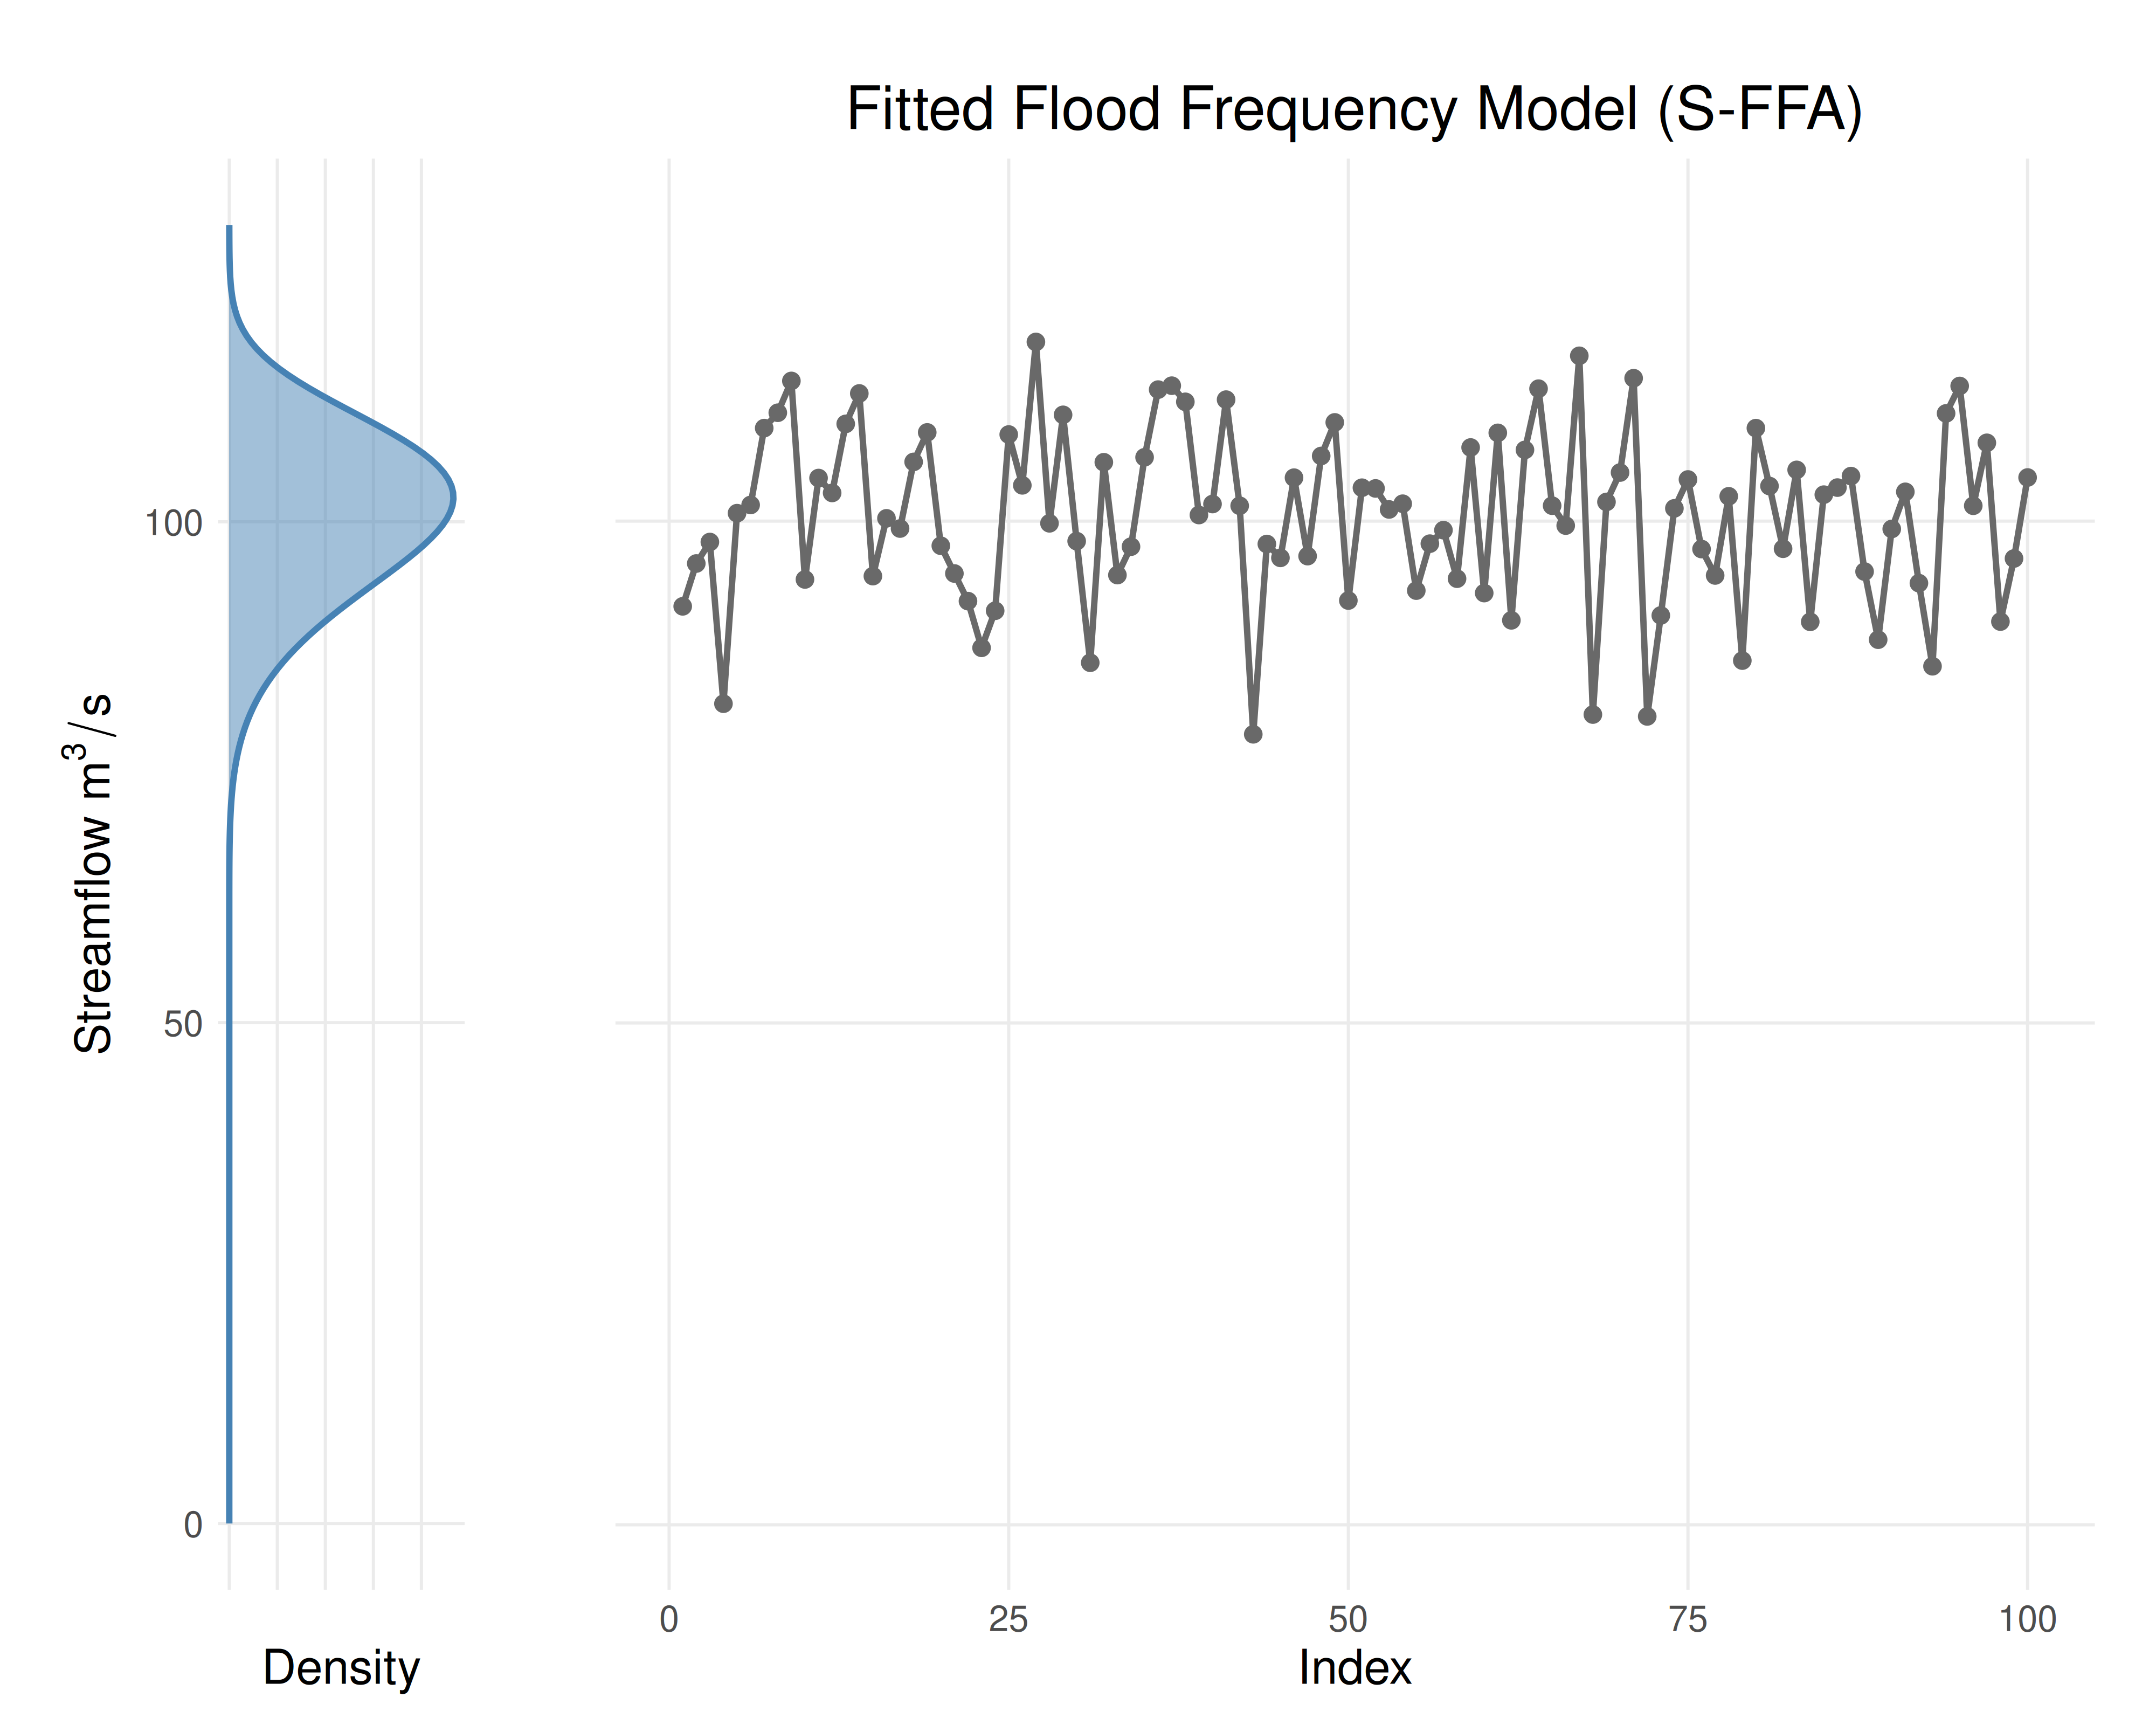 Fitted Flood Frequency Model (S-FFA)
Streamflow m³/s
100
50
0
0 25 50 75 100
Density
Index